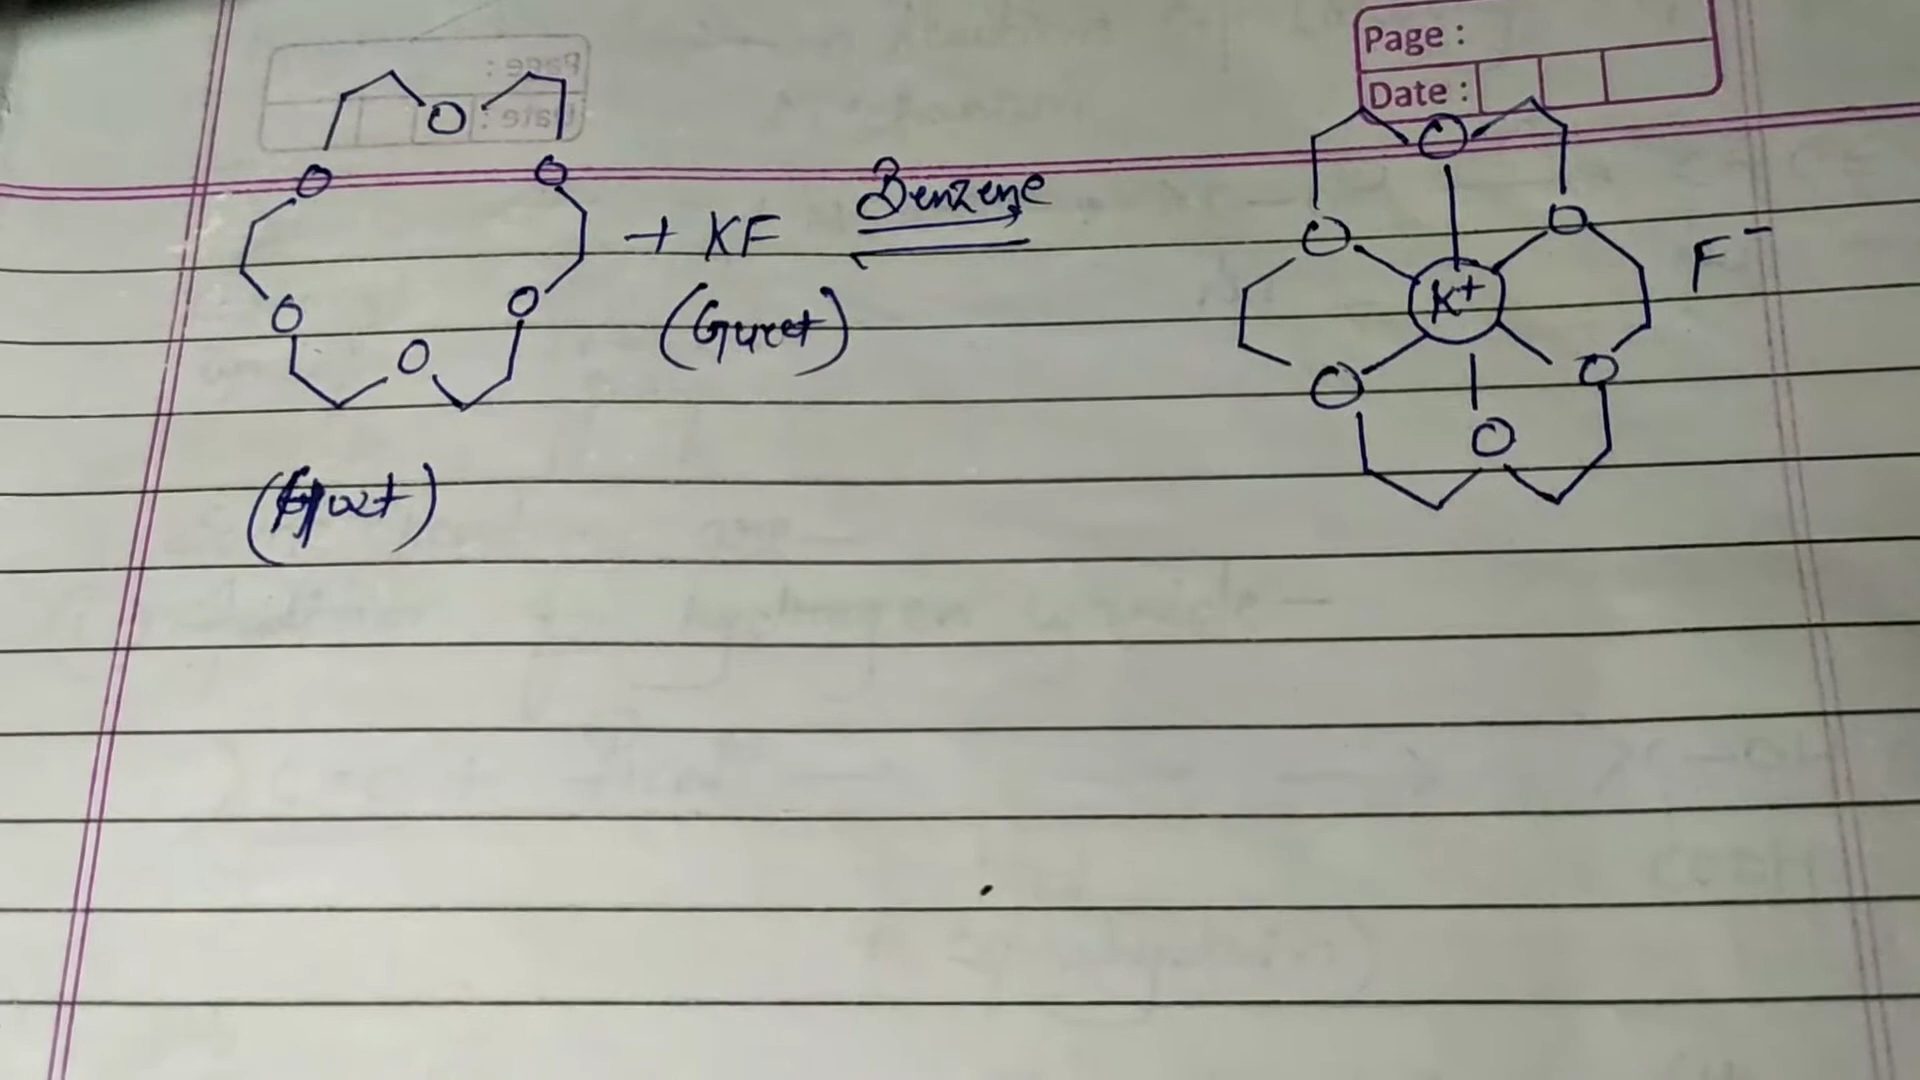 Page :
Date :
O
O O
O O
O
+ KF
(Guest)
Benzene
O
O O
K+
O O
O
F⁻
(Host)